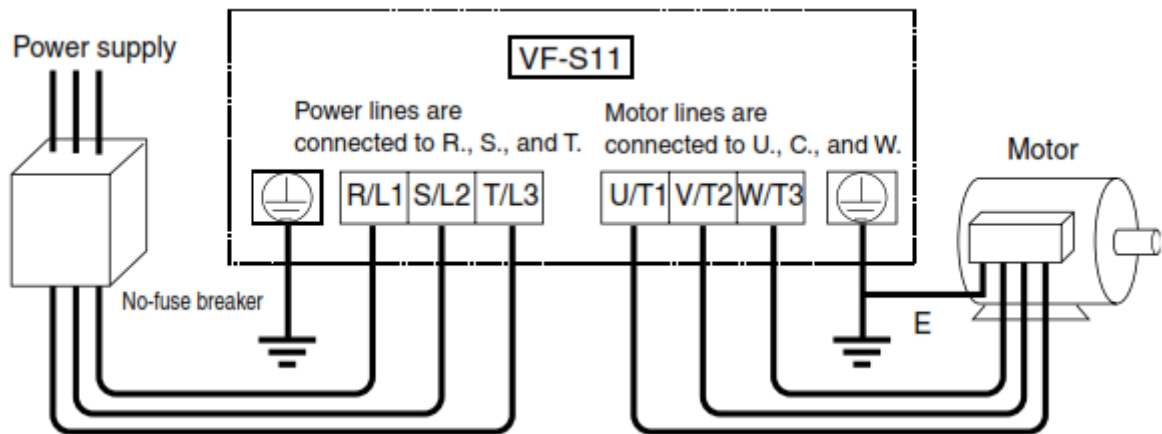 Power supply
VF-S11
Power lines are
connected to R., S., and T.
Motor lines are
connected to U., C., and W.
Motor
R/L1 S/L2 T/L3
U/T1 V/T2 W/T3
No-fuse breaker
E